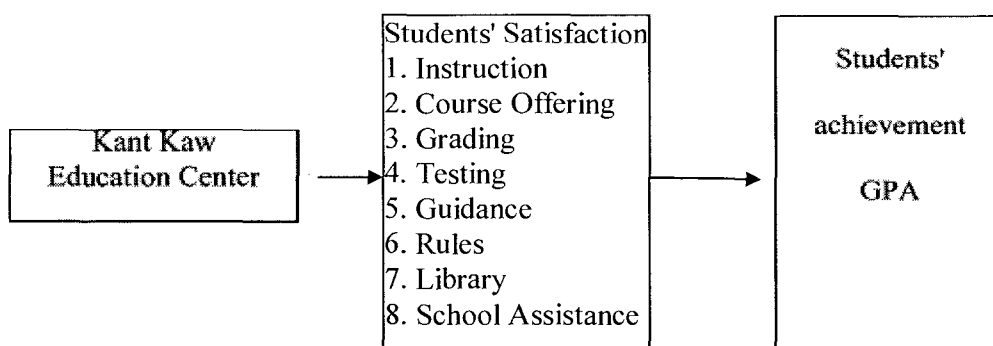 Kant Kaw
Education Center
Students' Satisfaction
1. Instruction
2. Course Offering
3. Grading
4. Testing
5. Guidance
6. Rules
7. Library
8. School Assistance
Students'
achievement
GPA